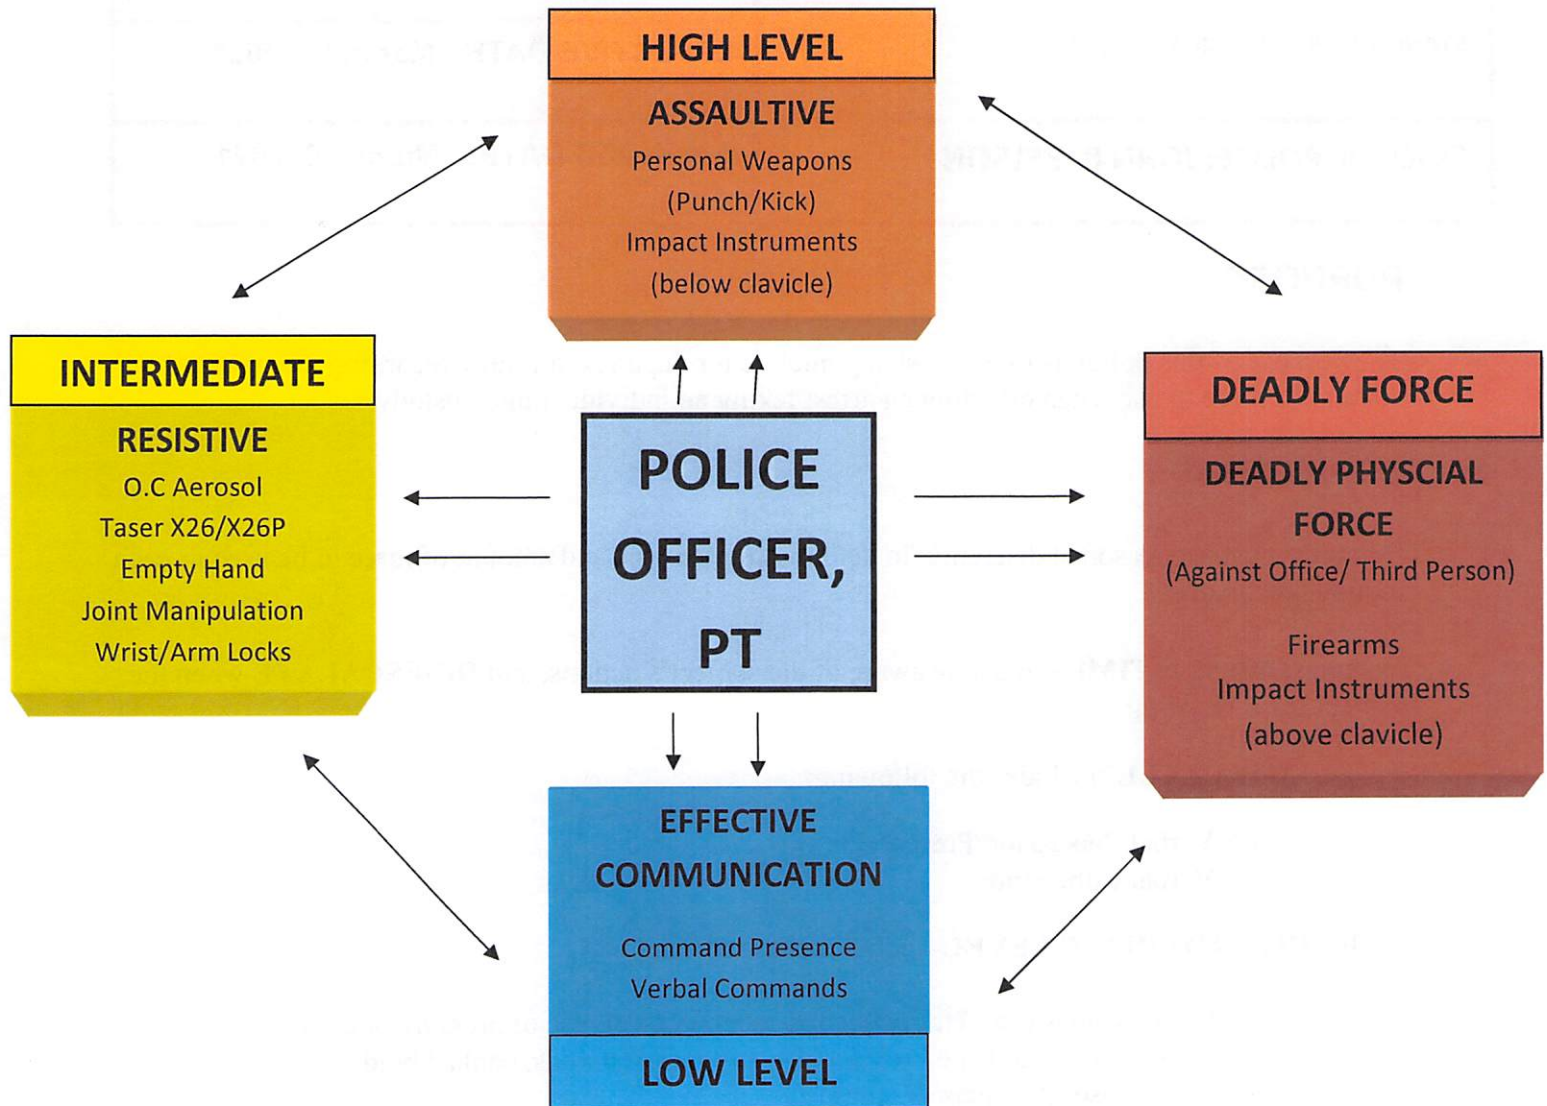 HIGH LEVEL
ASSAULTIVE
Personal Weapons
(Punch/Kick)
Impact Instruments
(below clavicle)
INTERMEDIATE
RESISTIVE
O.C Aerosol
Taser X26/X26P
Empty Hand
Joint Manipulation
Wrist/Arm Locks
POLICE
OFFICER,
PT
DEADLY FORCE
DEADLY PHYSCIAL
FORCE
(Against Office/ Third Person)
Firearms
Impact Instruments
(above clavicle)
EFFECTIVE
COMMUNICATION
Command Presence
Verbal Commands
LOW LEVEL